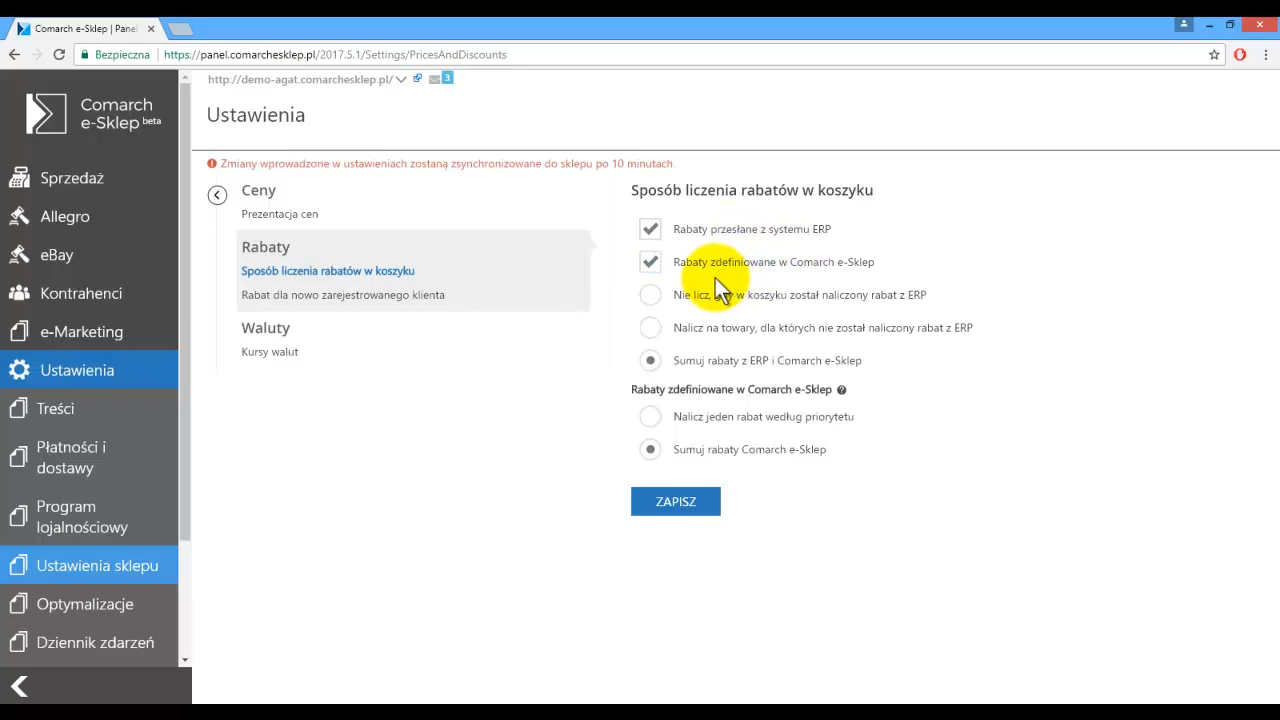 Comarch e-Sklep | Panel
Bezpieczna
https://panel.comarchesklep.pl/2017.5.1/Settings/PricesAndDiscounts
Comarch
e-Sklep beta
Sprzedaż
Allegro
eBay
Kontrahenci
e-Marketing
Ustawienia
Treści
Płatności i
dostawy
Program
lojalnościowy
Ustawienia sklepu
Optymalizacje
Dziennik zdarzeń
http://demo-agat.comarchesklep.pl/
3
Ustawienia
Zmiany wprowadzone w ustawieniach zostaną zsynchronizowane do sklepu po 10 minutach.
Ceny
Prezentacja cen
Rabaty
Sposób liczenia rabatów w koszyku
Rabat dla nowo zarejestrowanego klienta
Waluty
Kursy walut
Sposób liczenia rabatów w koszyku
Rabaty przesłane z systemu ERP
Rabaty zdefiniowane w Comarch e-Sklep
Nie licz, w koszyku został naliczony rabat z ERP
Nalicz na towary, dla których nie został naliczony rabat z ERP
Sumuj rabaty z ERP i Comarch e-Sklep
Rabaty zdefiniowane w Comarch e-Sklep
Nalicz jeden rabat według priorytetu
Sumuj rabaty Comarch e-Sklep
ZAPISZ